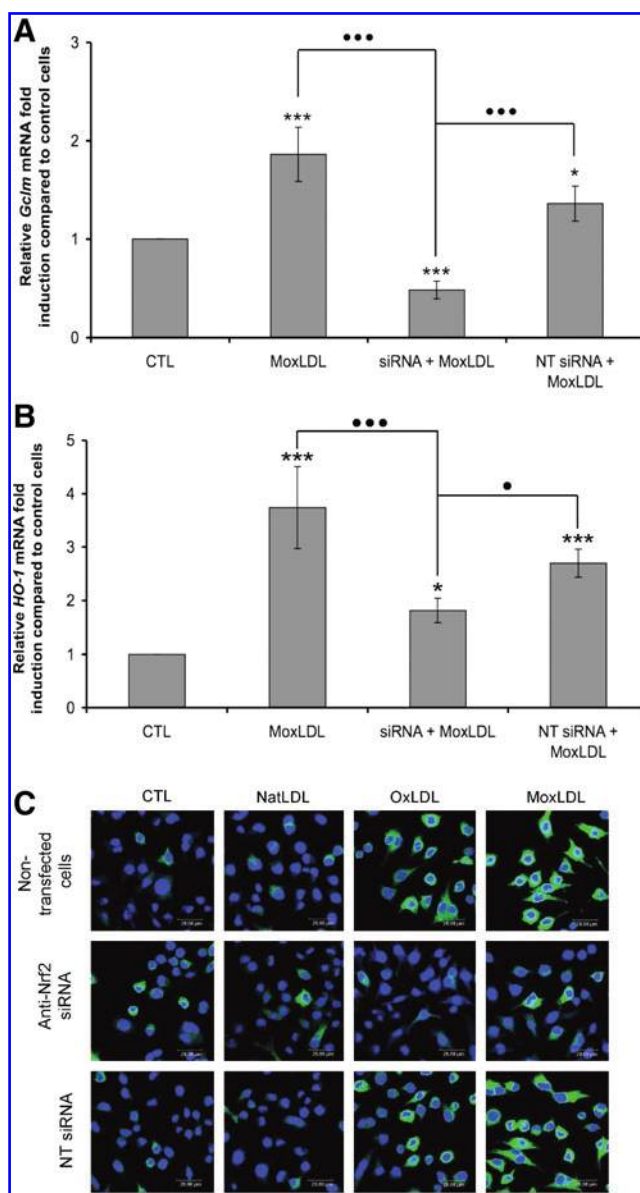 A
Relative Gclm mRNA fold
induction compared to control cells
3
2
1
0
•••
•••
***
***
*
CTL
MoxLDL
siRNA + MoxLDL
NT siRNA +
MoxLDL
B
Relative HO-1 mRNA fold
induction compared to control cells
5
4
3
2
1
0
•••
•
***
*
***
CTL
MoxLDL
siRNA + MoxLDL
NT siRNA +
MoxLDL
C
CTL
NatLDL
OxLDL
MoxLDL
Non-
transfected
cells
Anti-Nrf2
siRNA
NT siRNA